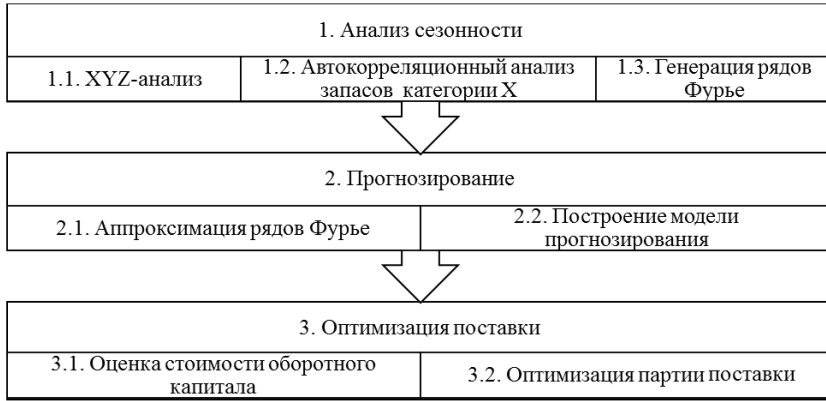 1. Анализ сезонности
1.1. XYZ-анализ
1.2. Автокорреляционный анализ
запасов категории X
1.3. Генерация рядов
Фурье
2. Прогнозирование
2.1. Аппроксимация рядов Фурье
2.2. Построение модели
прогнозирования
3. Оптимизация поставки
3.1. Оценка стоимости оборотного
капитала
3.2. Оптимизация партии поставки